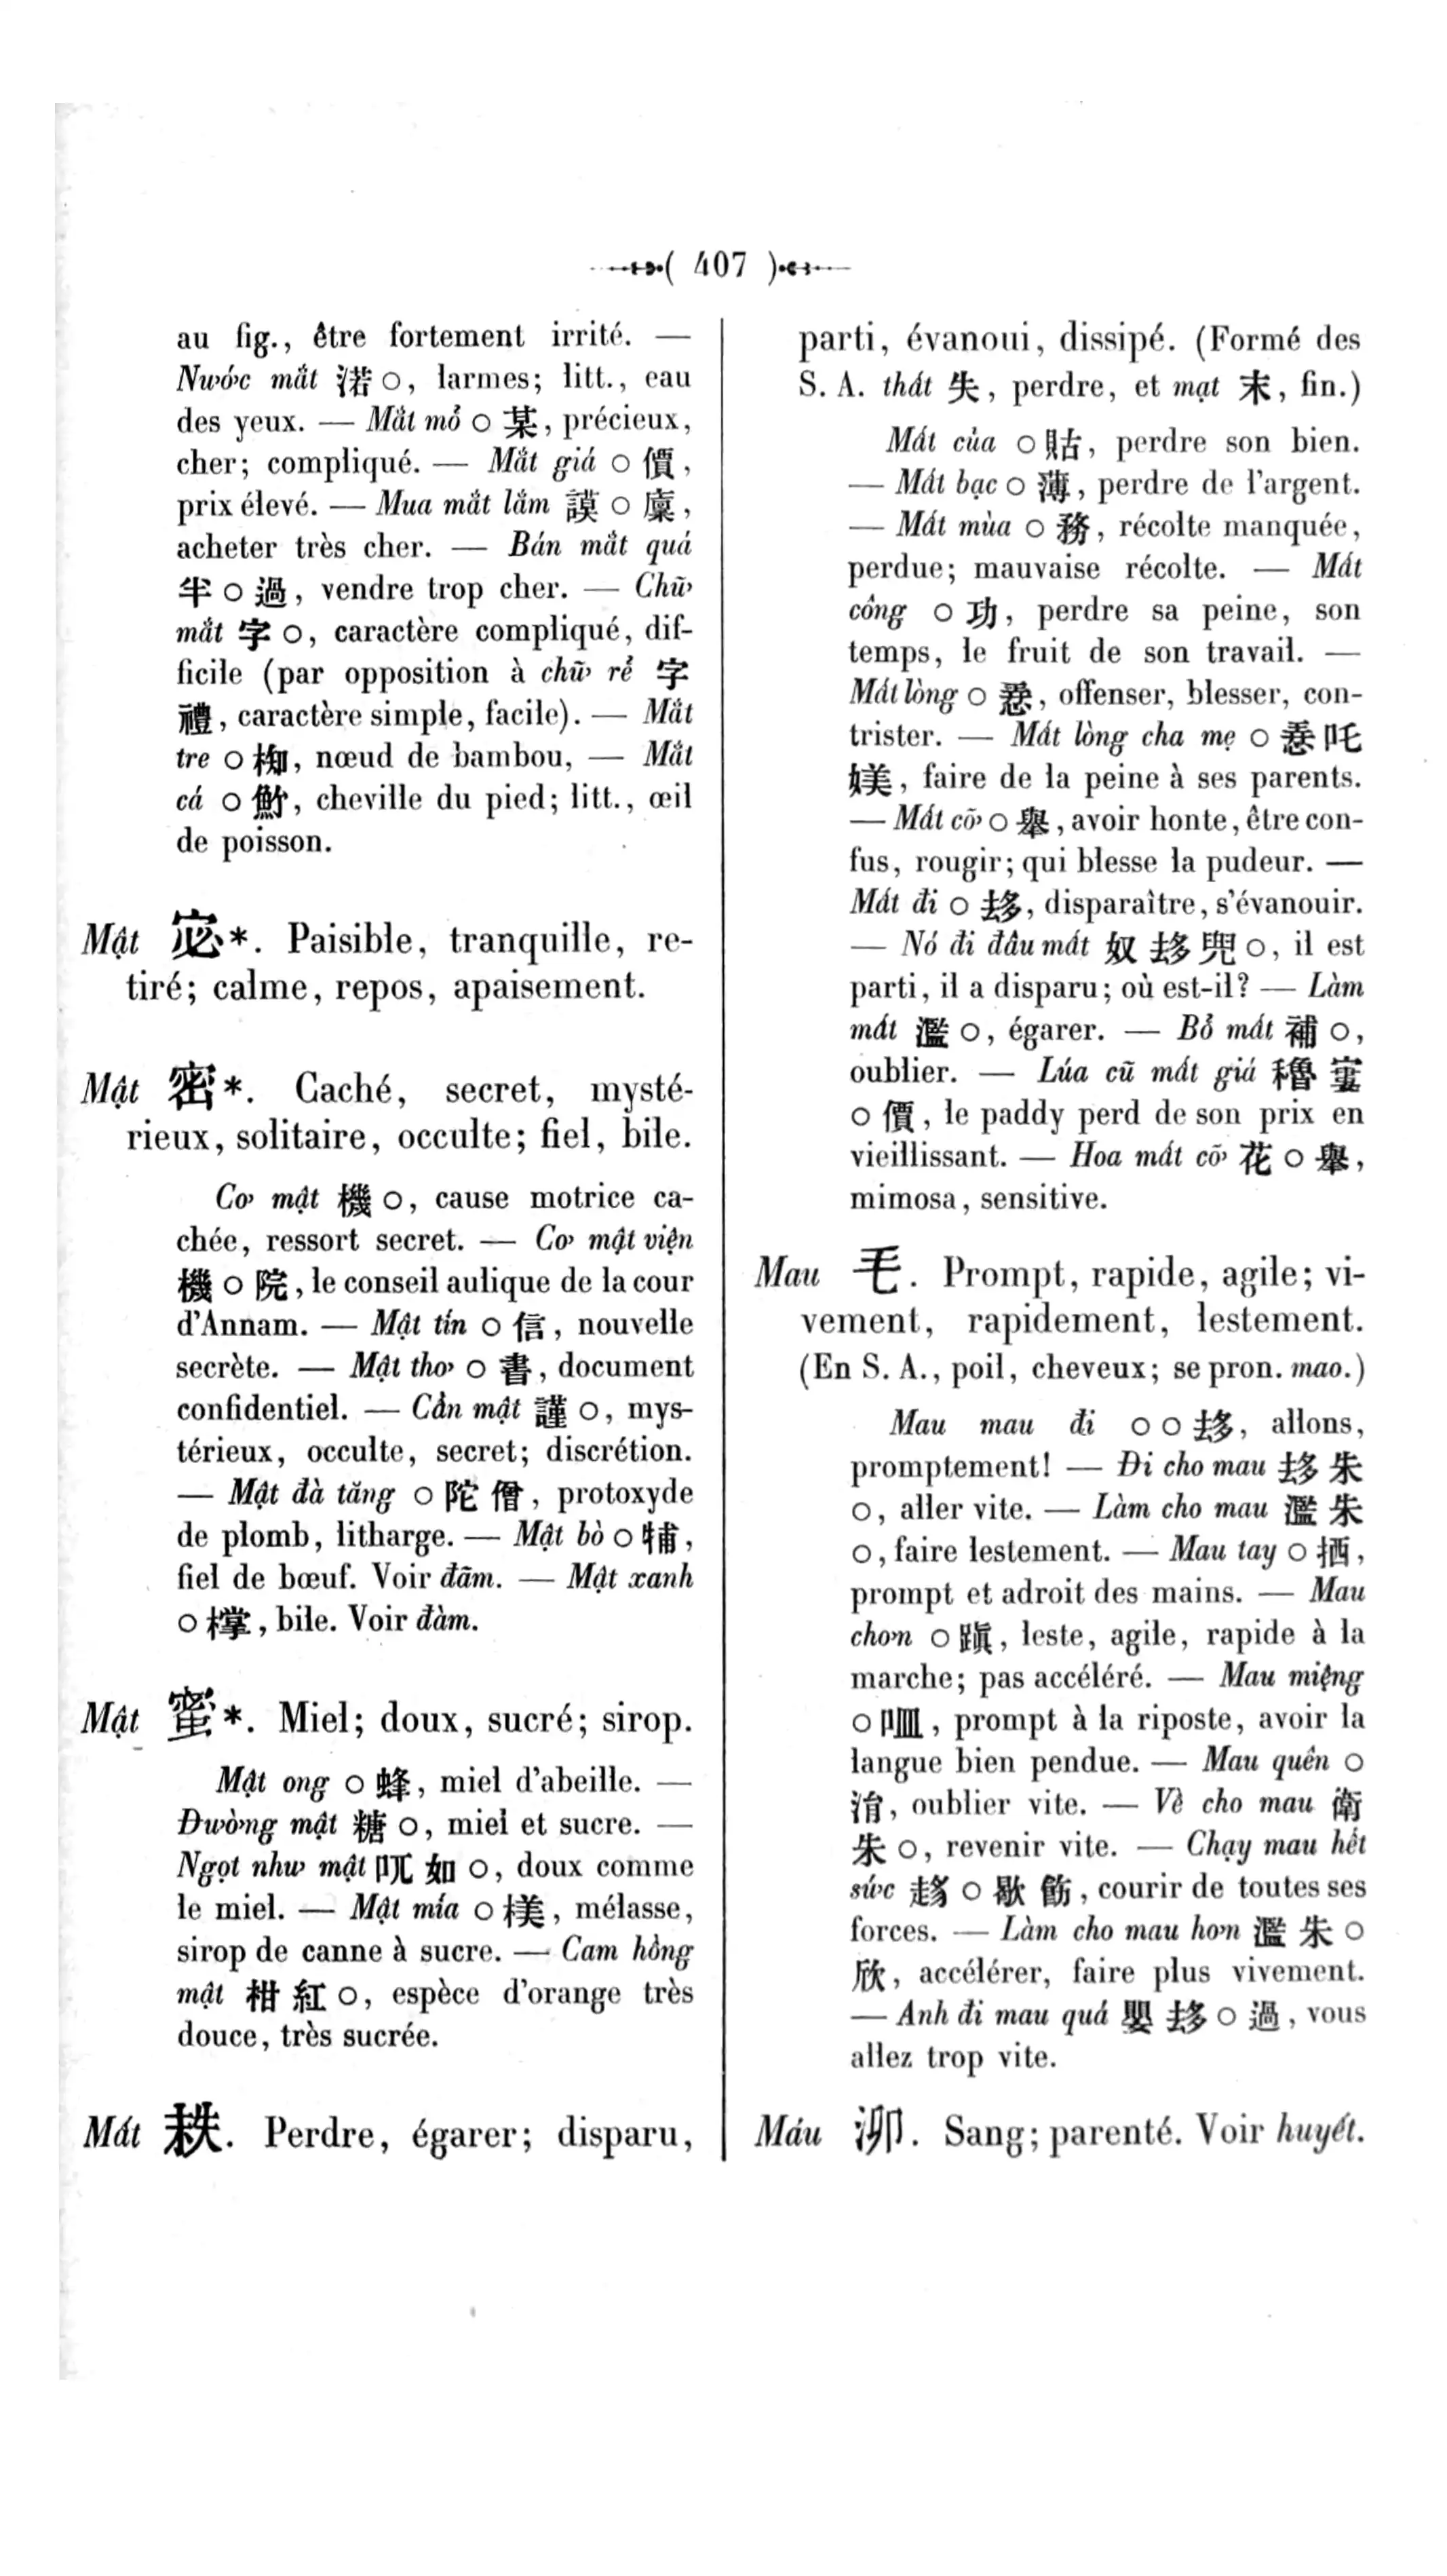 ( 407 )
au fig., être fortement irrité. —
Nước mắt 渃 ○, larmes; litt., eau
des yeux. — Mắt mỏ ○ 某, précieux,
cher; compliqué. — Mắt giá ○ 價,
prix élevé. — Mua mắt lắm 謨 ○ 廩,
acheter très cher. — Bán mắt quá
半 ○ 過, vendre trop cher. — Chữ
mắt 字 ○, caractère compliqué, dif-
ficile (par opposition à chữ rẻ 字
禮, caractère simple, facile). — Mắt
tre ○ 椥, nœud de bambou, — Mắt
cá ○, cheville du pied; litt., œil
de poisson.
Mật 宓*. Paisible, tranquille, re-
tiré; calme, repos, apaisement.
Mật 密*. Caché, secret, mysté-
rieux, solitaire, occulte; fiel, bile.
Cơ mật 機 ○, cause motrice ca-
chée, ressort secret. — Cơ mật viện
機 ○ 院, le conseil aulique de la cour
d'Annam. — Mật tín ○ 信, nouvelle
secrète. — Mật thơ ○ 書, document
confidentiel. — Cẩn mật 謹 ○, mys-
térieux, occulte, secret; discrétion.
— Mật đà tăng ○ 陀 僧, protoxyde
de plomb, litharge. — Mật bò ○ 犕,
fiel de bœuf. Voir đãm. — Mật xanh
○ 樘, bile. Voir đàm.
Mật 蜜*. Miel; doux, sucré; sirop.
Mật ong ○ 蜂, miel d'abeille. —
Đường mật 糖 ○, miel et sucre. —
Ngọt như mật 吭 如 ○, doux comme
le miel. — Mật mía ○ 樣, mélasse,
sirop de canne à sucre. — Cam hồng
mật 柑 紅 ○, espèce d'orange très
douce, très sucrée.
Mất 𠅒. Perdre, égarer; disparu,
parti, évanoui, dissipé. (Formé des
S. A. thất 失, perdre, et mạt 末, fin.)
Mất của ○ 貼, perdre son bien.
— Mất bạc ○ 薄, perdre de l'argent.
— Mất mùa ○ 務, récolte manquée,
perdue; mauvaise récolte. — Mất
công ○ 功, perdre sa peine, son
temps, le fruit de son travail. —
Mất lòng ○, offenser, blesser, con-
trister. — Mất lòng cha mẹ ○ 吒
媄, faire de la peine à ses parents.
— Mất cỡ ○ 舉, avoir honte, être con-
fus, rougir; qui blesse la pudeur. —
Mất đi ○ 𠫾, disparaître, s'évanouir.
— Nó đi đâu mất 奴 𠫾 兜 ○, il est
parti, il a disparu; où est-il? — Làm
mất 濫 ○, égarer. — Bỏ mất 補 ○,
oublier. — Lúa cũ mất giá 穭 窶
○ 價, le paddy perd de son prix en
vieillissant. — Hoa mất cỡ 花 ○ 舉,
mimosa, sensitive.
Mau 毛. Prompt, rapide, agile; vi-
vement, rapidement, lestement.
(En S. A., poil, cheveux; se pron. mao.)
Mau mau đi ○ ○ 𠫾, allons,
promptement! — Đi cho mau 𠫾 朱
○, aller vite. — Làm cho mau 濫 朱
○, faire lestement. — Mau tay ○ 拪,
prompt et adroit des mains. — Mau
chơn ○ 蹎, leste, agile, rapide à la
marche; pas accéléré. — Mau miệng
○ 𠰘, prompt à la riposte, avoir la
langue bien pendue. — Mau quên ○
, oublier vite. — Về cho mau 衛
朱 ○, revenir vite. — Chạy mau hết
sức 趍 ○ 歇 飭, courir de toutes ses
forces. — Làm cho mau hơn 濫 朱 ○
欣, accélérer, faire plus vivement.
— Anh đi mau quá 嬰 𠫾 ○ 過, vous
allez trop vite.
Máu 泖. Sang; parenté. Voir huyết.